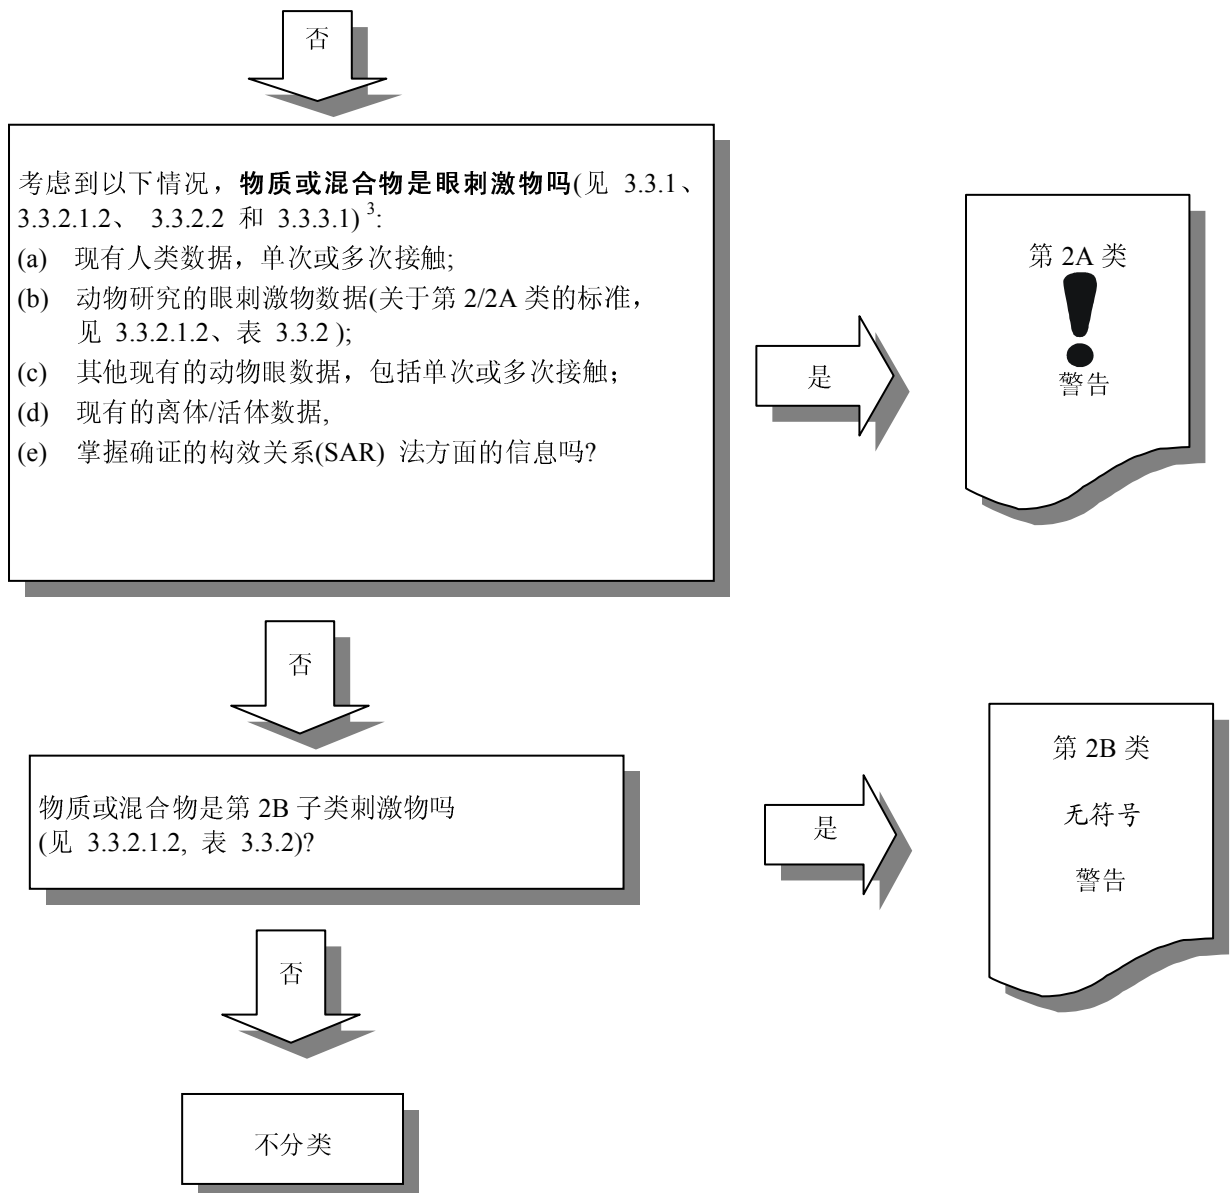 否
考虑到以下情况，物质或混合物是眼刺激物吗(见 3.3.1、
3.3.2.1.2、 3.3.2.2 和 3.3.3.1) 3:
(a) 现有人类数据，单次或多次接触;
(b) 动物研究的眼刺激物数据(关于第 2/2A 类的标准，
见 3.3.2.1.2、表 3.3.2 );
(c) 其他现有的动物眼数据，包括单次或多次接触；
(d) 现有的离体/活体数据,
(e) 掌握确证的构效关系(SAR) 法方面的信息吗?
是
第 2A 类
警告
否
物质或混合物是第 2B 子类刺激物吗
(见 3.3.2.1.2, 表 3.3.2)?
是
第 2B 类
无符号
警告
否
不分类